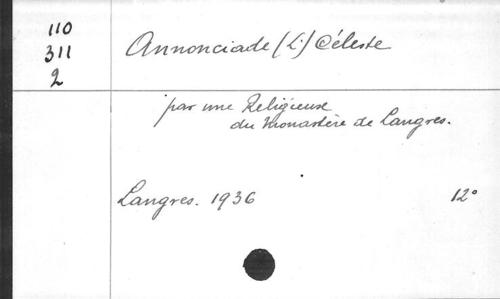 110
311
2
Annonciade (L') Céleste
par une Religieuse
du Monastère de Langres.
Langres. 1936 12°